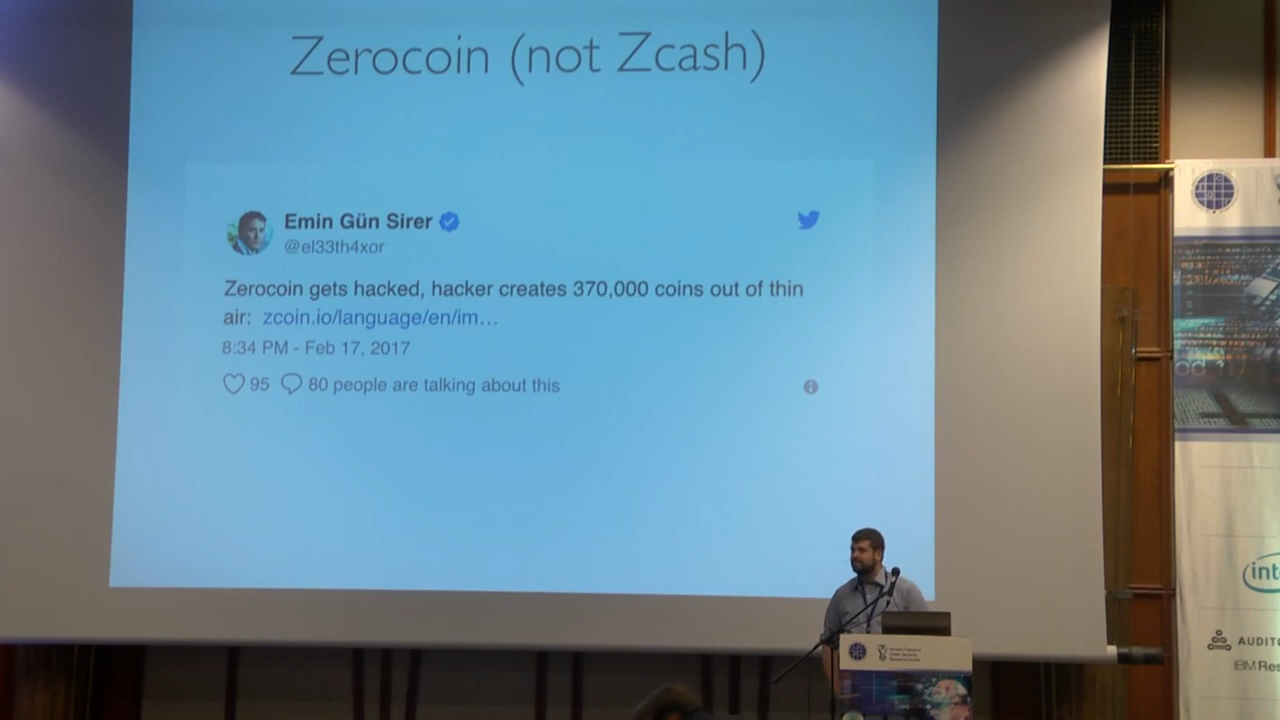 Zerocoin (not Zcash)
Emin Gün Sirer
@el33th4xor
Zerocoin gets hacked, hacker creates 370,000 coins out of thin
air: zcoin.io/language/en/im…
8:34 PM - Feb 17, 2017
95 80 people are talking about this
int
AUDITO
IBM Res